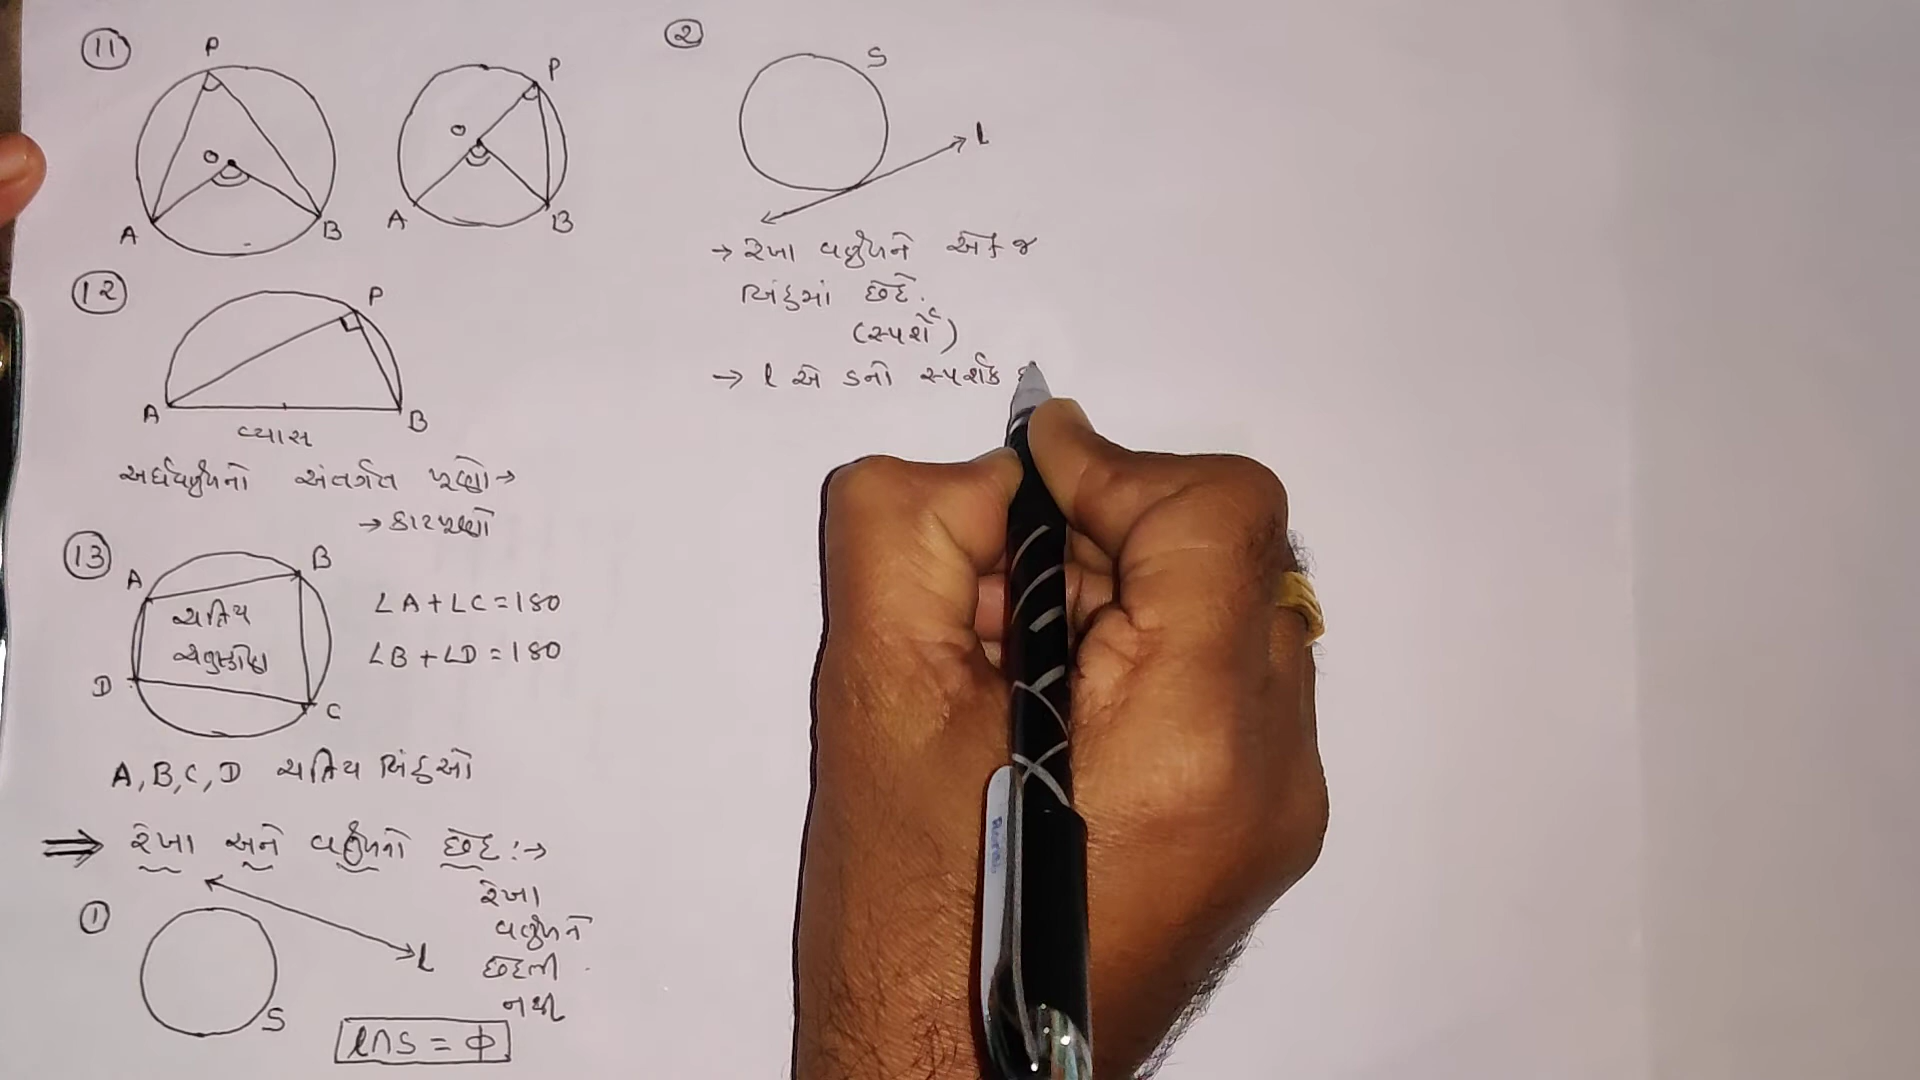 11
P
O
A
B
P
O
A
B
12
P
A
B
વ્યાસ
અર્ધવર્તુળનો અંતર્ગત ખૂણો→
→ કાટખૂણો
13
A
B
C
D
ચક્રિય
ચતુષ્કોણ
∠A+∠C=180
∠B+∠D=180
A, B, C, D ચક્રિય બિંદુઓ
⇒ રેખા અને વર્તુળનો છેદ :→
1
l
S
રેખા
વર્તુળને
છેદતી
નથી
l∩S = ϕ
2
S
l
→ રેખા વર્તુળને એક જ
બિંદુમાં છેદે.
(સ્પર્શે)
→ l એ Sનો સ્પર્શક